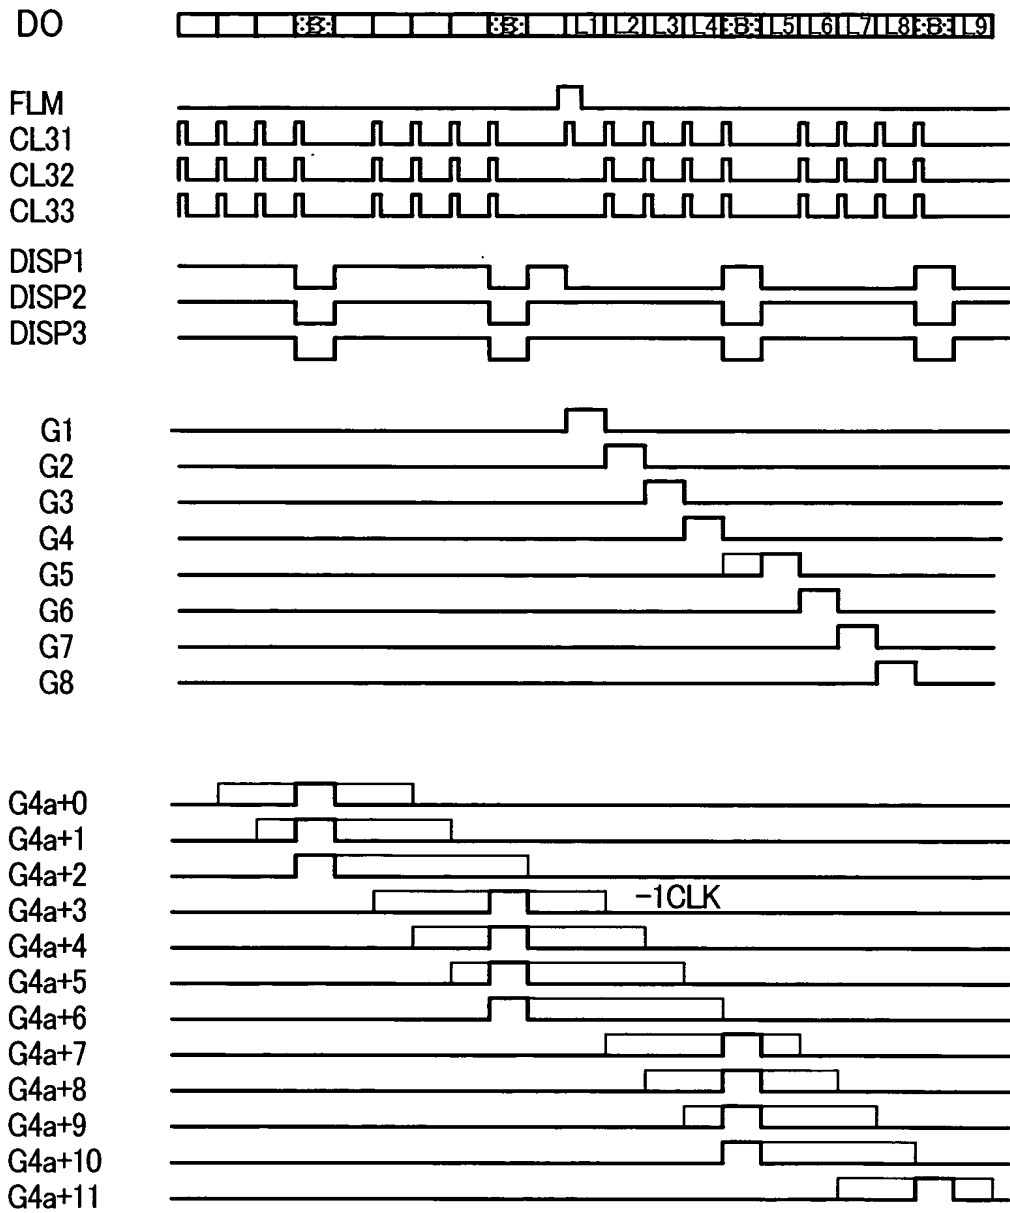 DO B B L1 L2 L3 L4 B L5 L6 L7 L8 B L9
FLM
CL31
CL32
CL33
DISP1
DISP2
DISP3
G1
G2
G3
G4
G5
G6
G7
G8
G4a+0
G4a+1
G4a+2
G4a+3 -1CLK
G4a+4
G4a+5
G4a+6
G4a+7
G4a+8
G4a+9
G4a+10
G4a+11